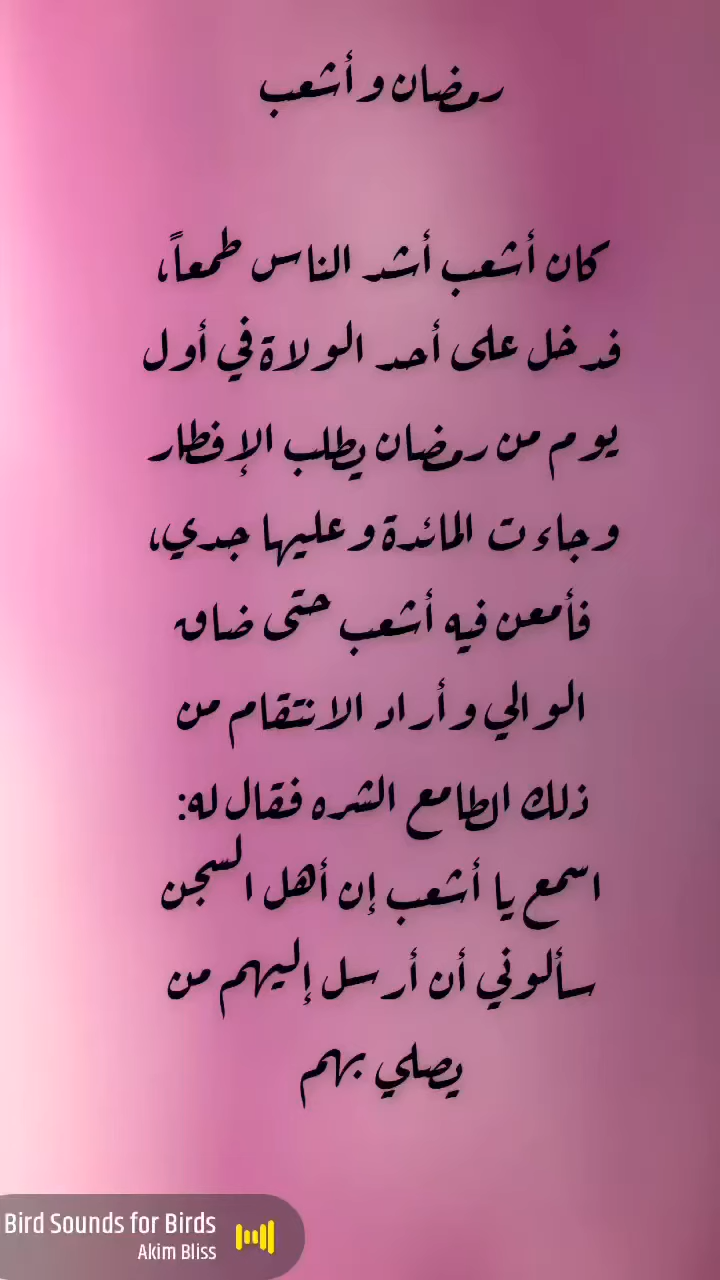 رمضان و أشعب
كان أشعب أشد الناس طمعاً،
فدخل على أحد الولاة في أول
يوم من رمضان يطلب الإفطار
وجاءت المائدة وعليها جدي،
فأمعن فيه أشعب حتى ضاق
الوالي وأراد الانتقام من
ذلك الطامع الشره فقال له:
اسمع يا أشعب إن أهل السجن
سألوني أن أرسل إليهم من
يصلي بهم
Bird Sounds for Birds
Akim Bliss